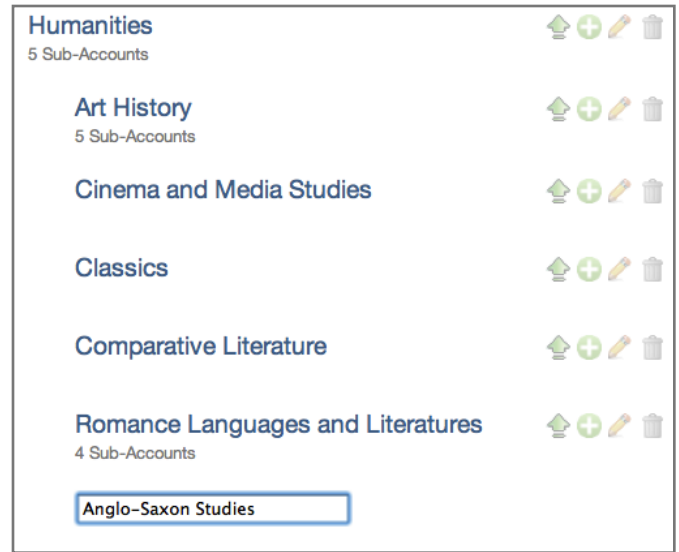 Humanities
5 Sub-Accounts
Art History
5 Sub-Accounts
Cinema and Media Studies
Classics
Comparative Literature
Romance Languages and Literatures
4 Sub-Accounts
Anglo-Saxon Studies